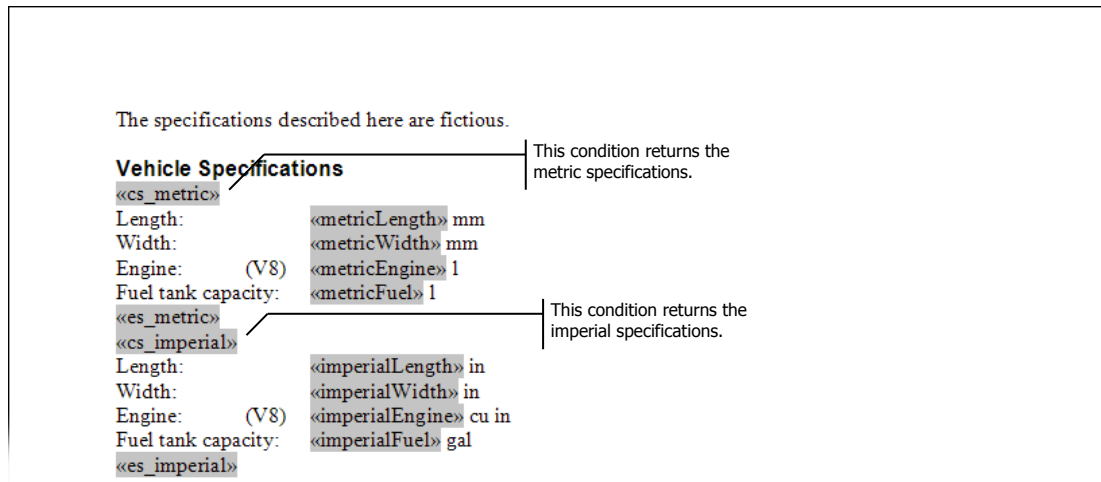 The specifications described here are fictious.
Vehicle Specifications
This condition returns the
metric specifications.
«cs_metric»
Length: «metricLength» mm
Width: «metricWidth» mm
Engine: (V8) «metricEngine» l
Fuel tank capacity: «metricFuel» l
«es_metric»
This condition returns the
imperial specifications.
«cs_imperial»
Length: «imperialLength» in
Width: «imperialWidth» in
Engine: (V8) «imperialEngine» cu in
Fuel tank capacity: «imperialFuel» gal
«es_imperial»